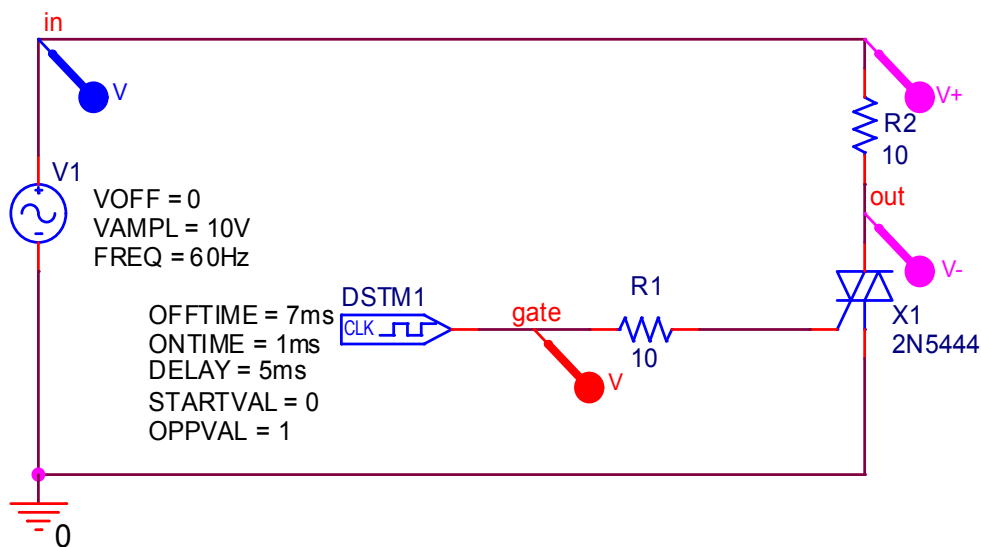 in
V
V+
R2
10
V1
VOFF = 0
VAMPL = 10V
FREQ = 60Hz
out
V-
DSTM1
OFFTIME = 7ms
CLK
ONTIME = 1ms
DELAY = 5ms
STARTVAL = 0
OPPVAL = 1
gate
V
R1
10
X1
2N5444
0